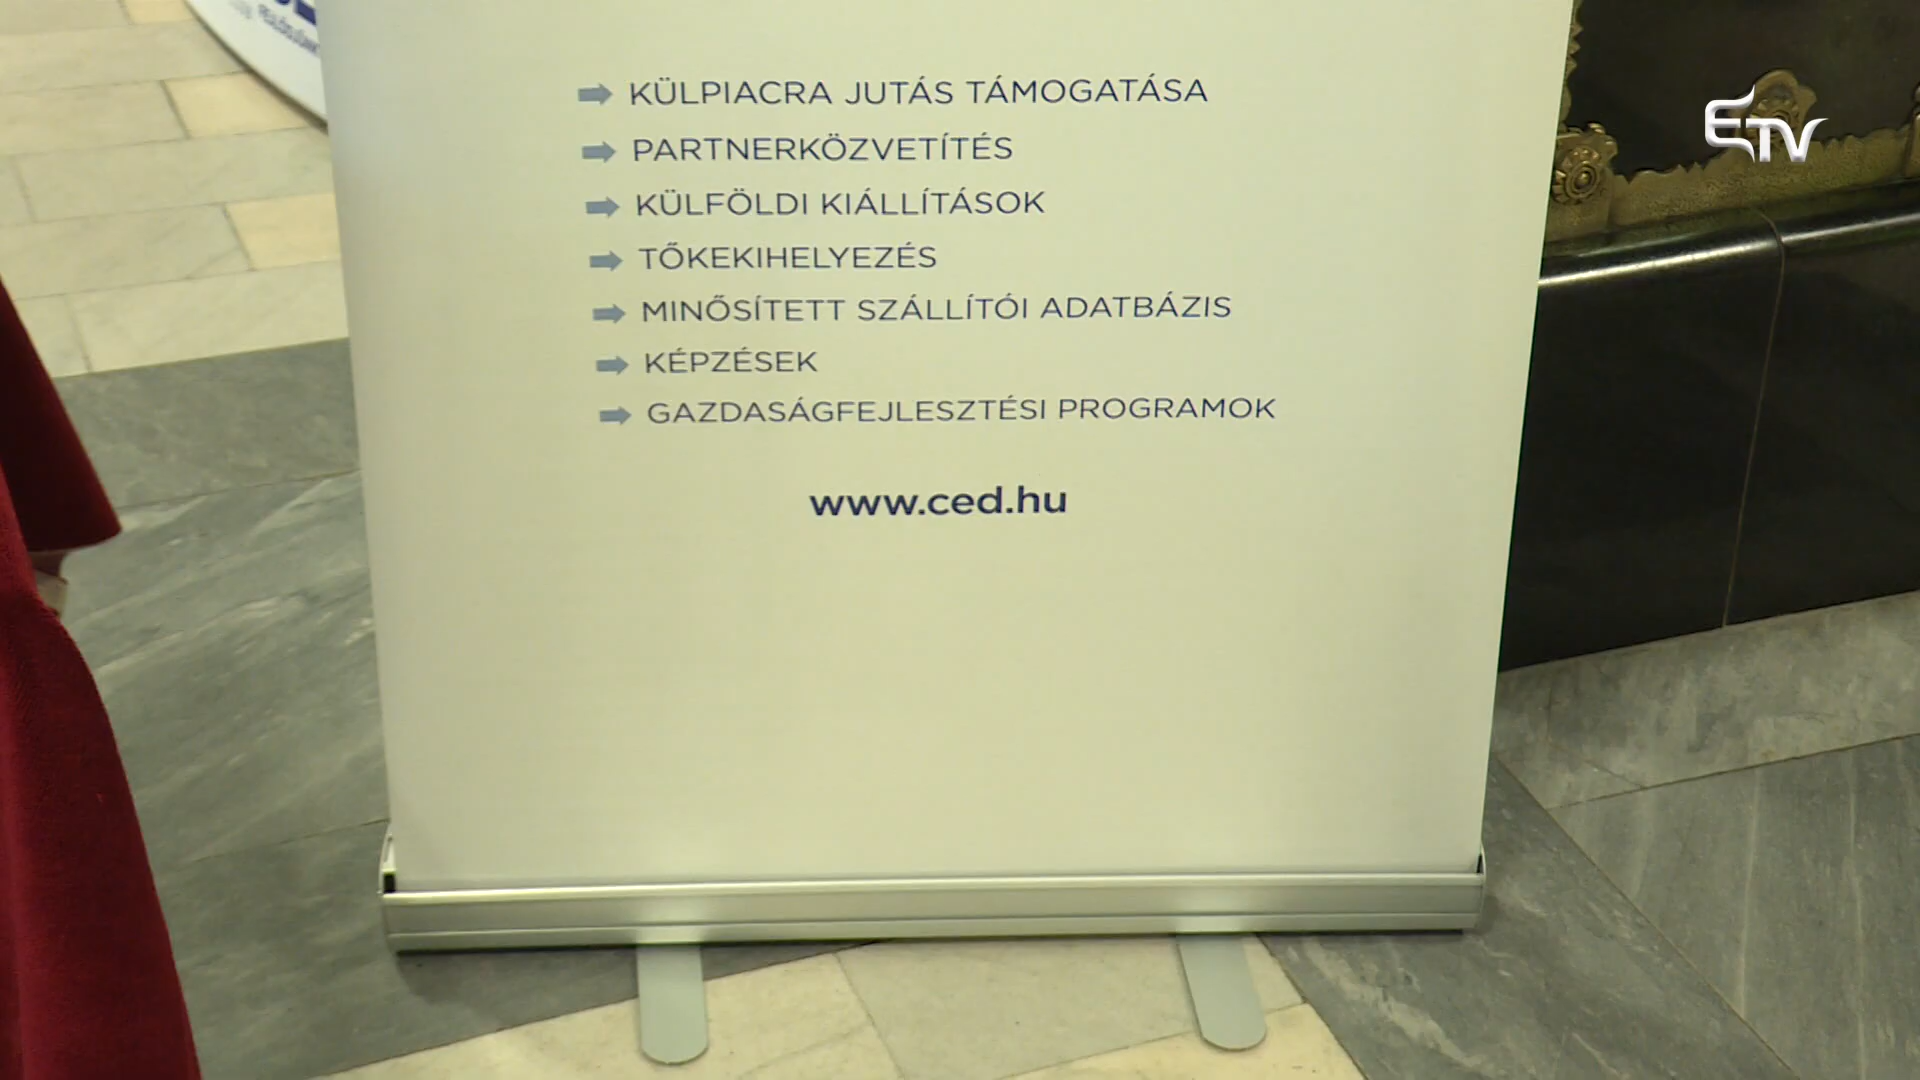 KÜLPIACRA JUTÁS TÁMOGATÁSA
PARTNERKÖZVETÍTÉS
KÜLFÖLDI KIÁLLÍTÁSOK
TŐKEKIHELYEZÉS
MINŐSÍTETT SZÁLLÍTÓI ADATBÁZIS
KÉPZÉSEK
GAZDASÁGFEJLESZTÉSI PROGRAMOK
www.ced.hu
ETV